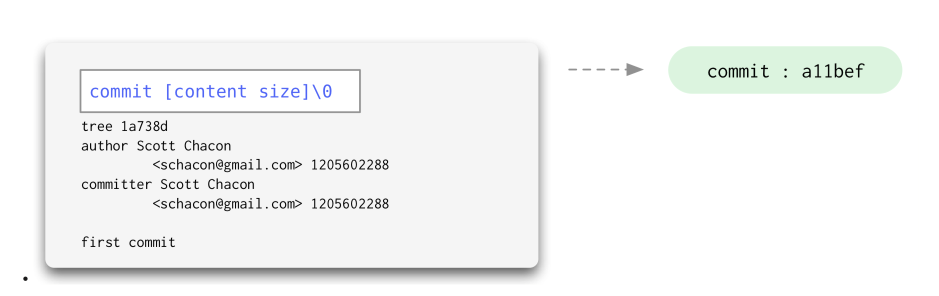 commit [content size]\0
commit : a11bef
tree 1a738d
author Scott Chacon
<schacon@gmail.com> 1205602288
committer Scott Chacon
<schacon@gmail.com> 1205602288
first commit